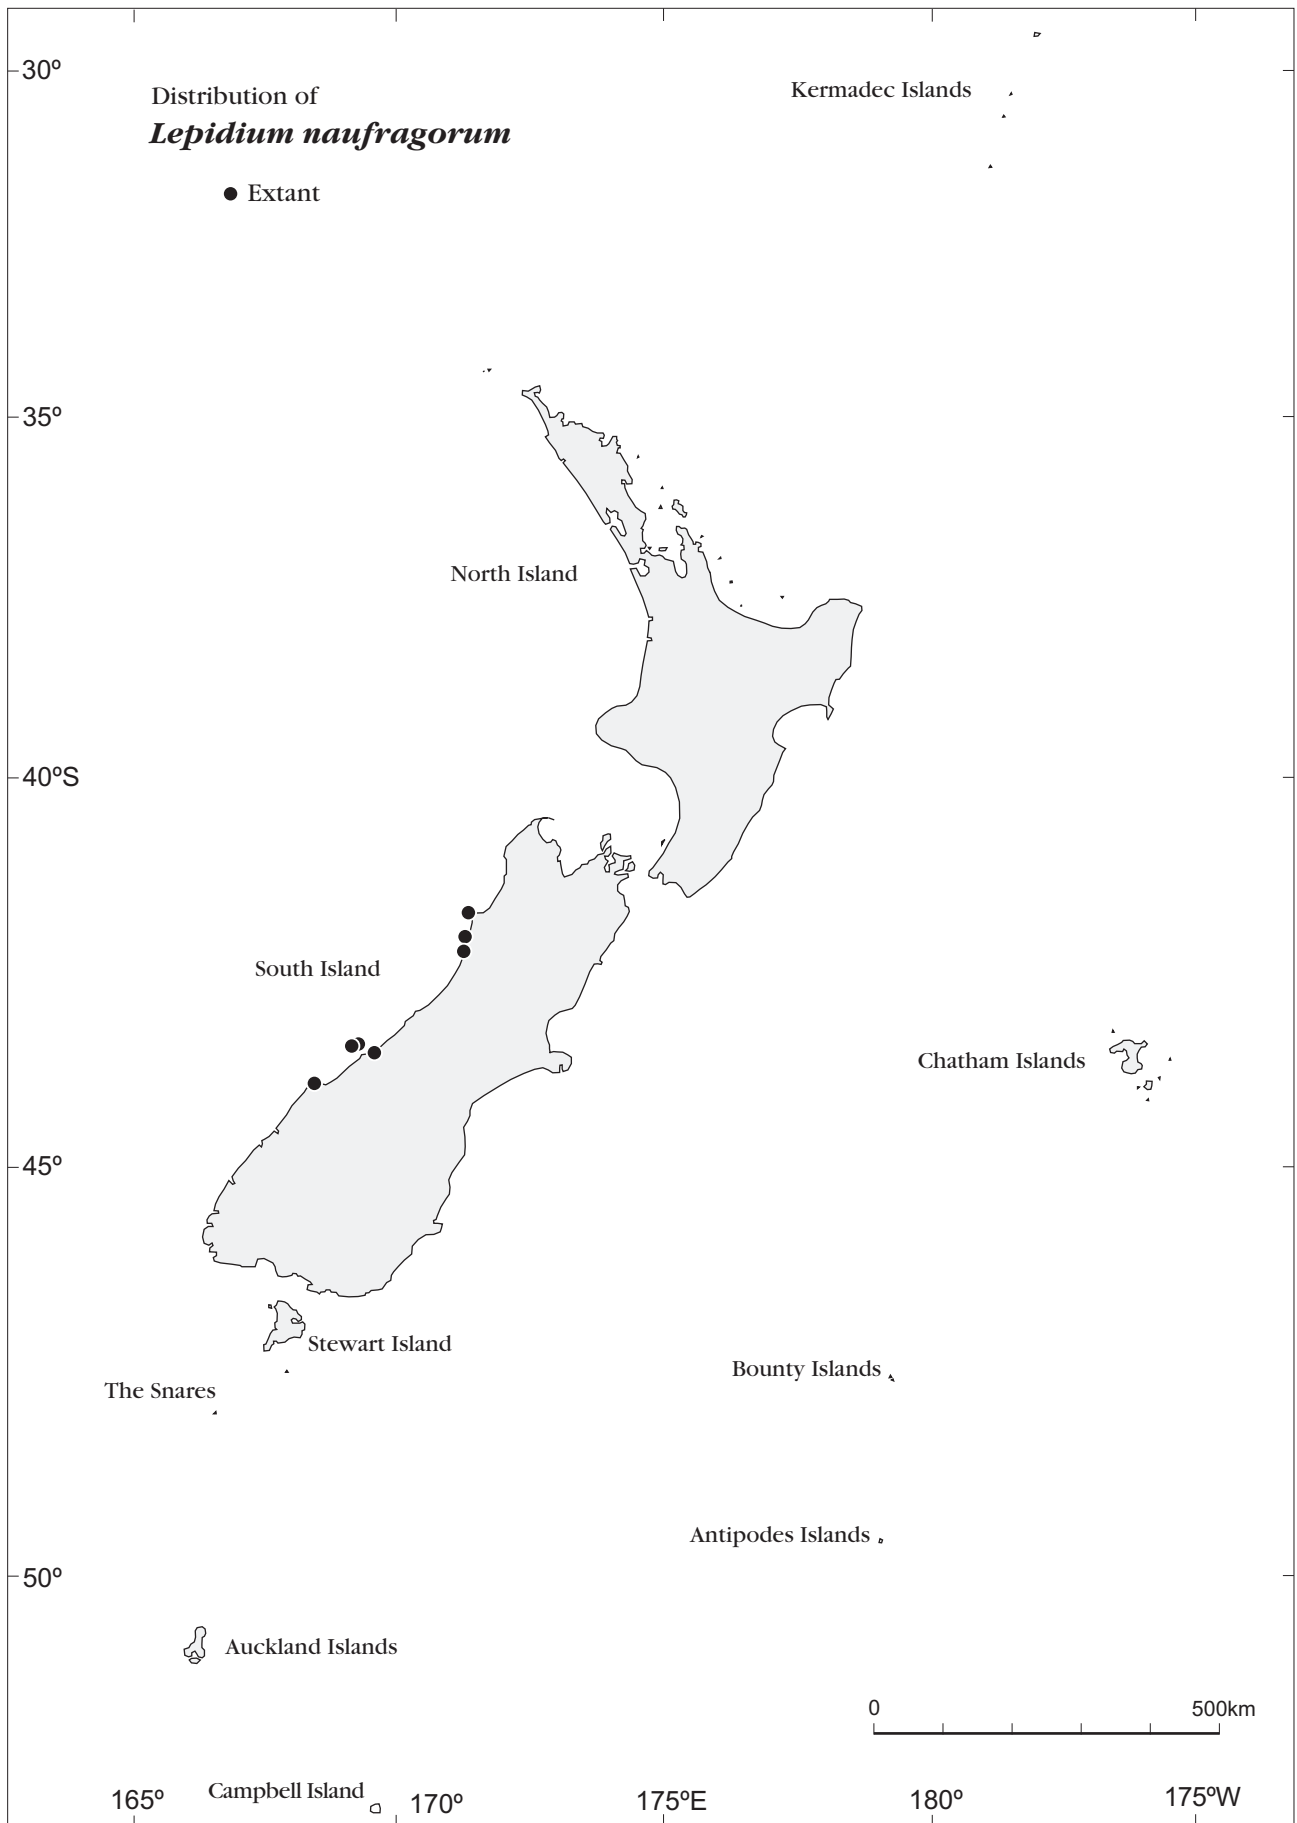 30º
Distribution of
Lepidium naufragorum
Kermadec Islands
Extant
35º
North Island
40ºS
South Island
Chatham Islands
45º
Stewart Island
The Snares
Bounty Islands
Antipodes Islands
50º
Auckland Islands
0 500km
Campbell Island
165º 170º 175ºE 180º 175ºW